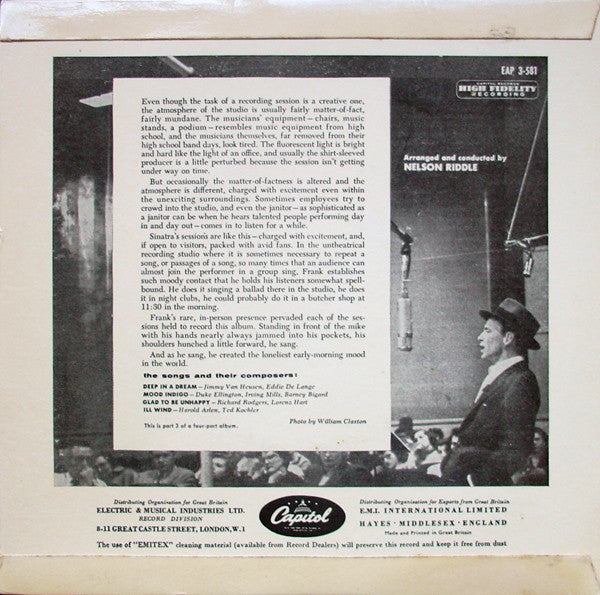 EAP 3-581
CAPITOL RECORDS
HIGH FIDELITY
RECORDING
Even though the task of a recording session is a creative one,
the atmosphere of the studio is usually fairly matter-of-fact,
fairly mundane. The musicians' equipment – chairs, music
stands, a podium – resembles music equipment from high
school, and the musicians themselves, far removed from their
high school band days, look tired. The fluorescent light is bright
and hard like the light of an office, and usually the shirt-sleeved
producer is a little perturbed because the session isn't getting
under way on time.
But occasionally the matter-of-factness is altered and the
atmosphere is different, charged with excitement even within
the unexciting surroundings. Sometimes employees try to
crowd into the studio, and even the janitor – as sophisticated as
a janitor can be when he hears talented people performing day
in and day out – comes in to listen for a while.
Sinatra's sessions are like this – charged with excitement, and,
if open to visitors, packed with avid fans. In the untheatrical
recording studio where it is sometimes necessary to repeat a
song, or passages of a song, so many times that an audience can
almost join the performer in a group sing, Frank establishes
such moody contact that he holds his listeners somewhat spell-
bound. He does it singing a ballad there in the studio, he does
it in night clubs, he could probably do it in a butcher shop at
11:30 in the morning.
Frank's rare, in-person presence pervaded each of the ses-
sions held to record this album. Standing in front of the mike
with his hands nearly always jammed into his pockets, his
shoulders hunched a little forward, he sang.
And as he sang, he created the loneliest early-morning mood
in the world.
the songs and their composers:
DEEP IN A DREAM – Jimmy Van Heusen, Eddie De Lange
MOOD INDIGO – Duke Ellington, Irving Mills, Barney Bigard
GLAD TO BE UNHAPPY – Richard Rodgers, Lorenz Hart
ILL WIND – Harold Arlen, Ted Koehler
Photo by William Claxton
This is part 3 of a four-part album.
Arranged and conducted by
NELSON RIDDLE
Distributing Organisation for Great Britain
ELECTRIC & MUSICAL INDUSTRIES LTD.
RECORD DIVISION
8-11 GREAT CASTLE STREET, LONDON, W.1
Capitol
Distributing Organisation for Exports from Great Britain
E.M.I. INTERNATIONAL LIMITED
HAYES · MIDDLESEX · ENGLAND
Made and Printed in Great Britain
The use of "EMITEX" cleaning material (available from Record Dealers) will preserve this record and keep it free from dust